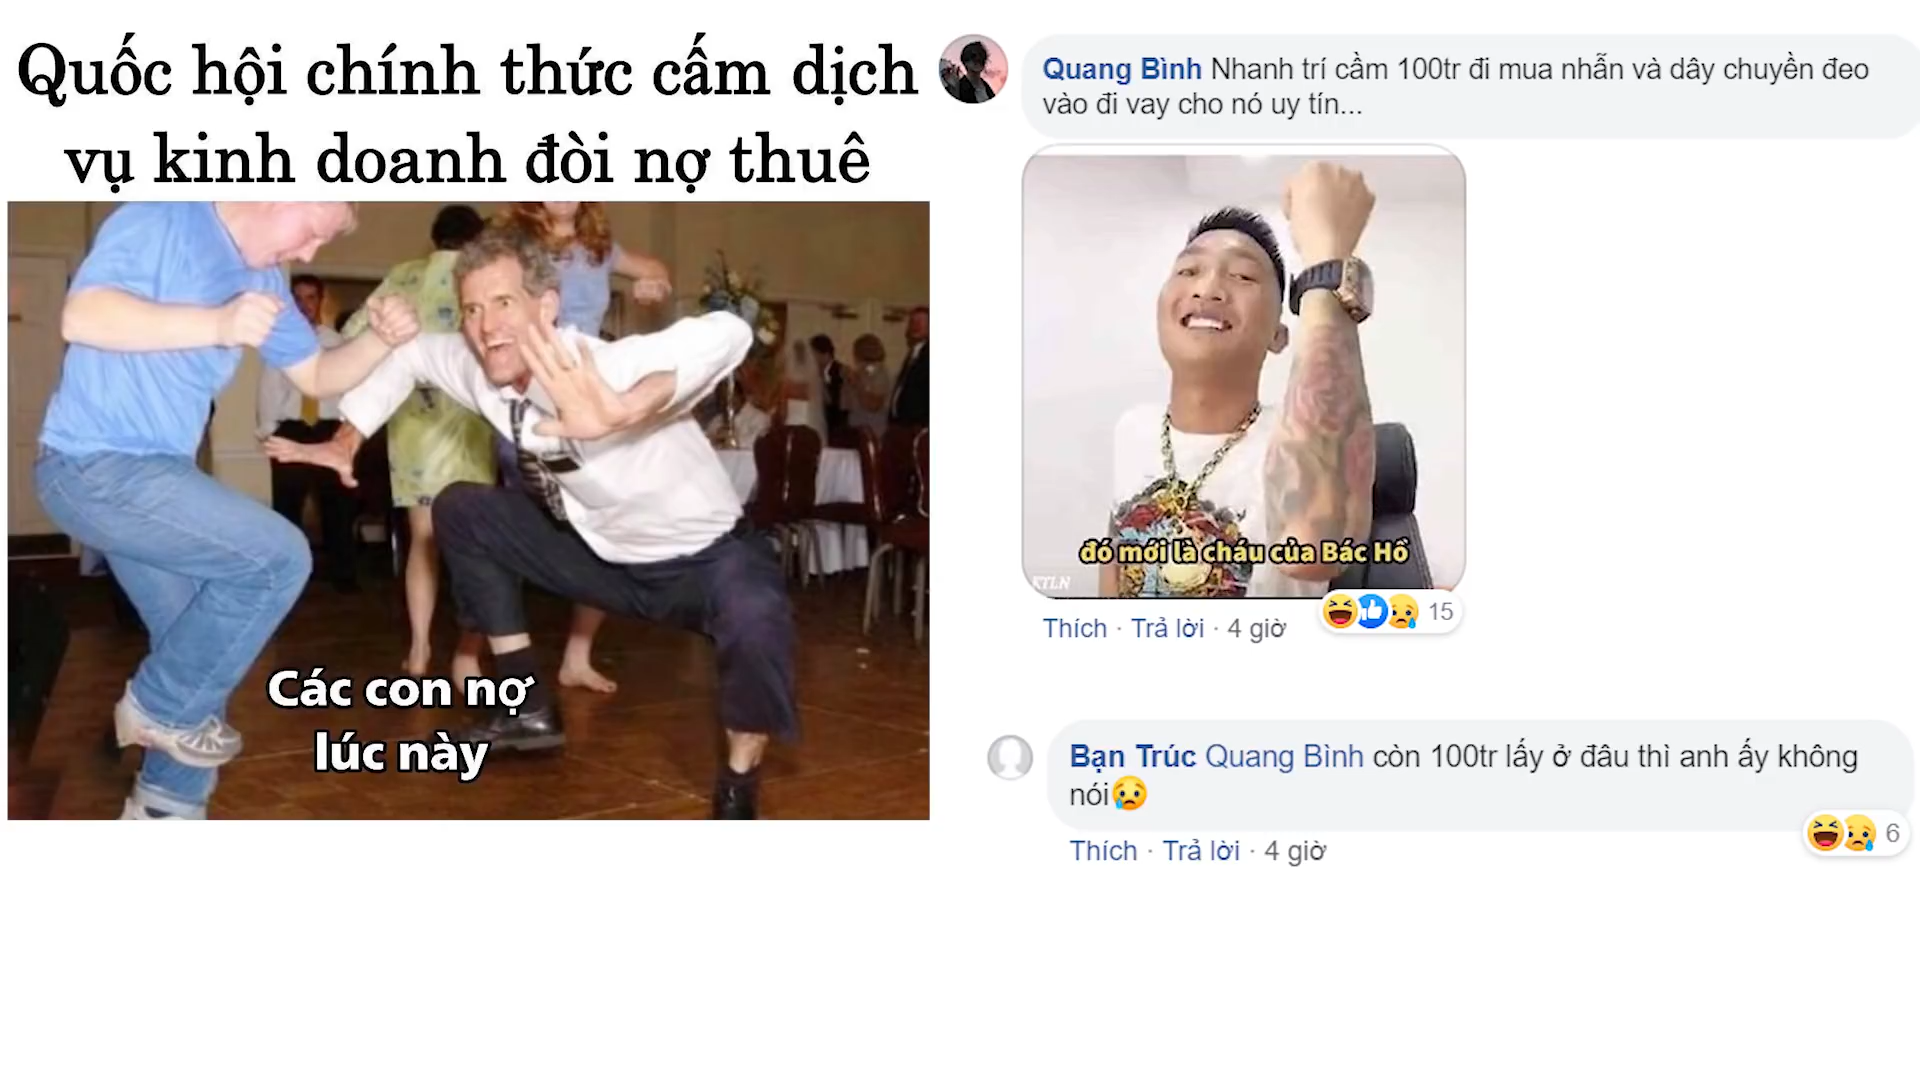 Quốc hội chính thức cấm dịch
vụ kinh doanh đòi nợ thuê
Các con nợ
lúc này
Quang Bình Nhanh trí cầm 100tr đi mua nhẫn và dây chuyền đeo
vào đi vay cho nó uy tín...
đó mới là cháu của Bác Hồ
KTLN
15
Thích · Trả lời · 4 giờ
Bạn Trúc Quang Bình còn 100tr lấy ở đâu thì anh ấy không
nói😢
6
Thích · Trả lời · 4 giờ